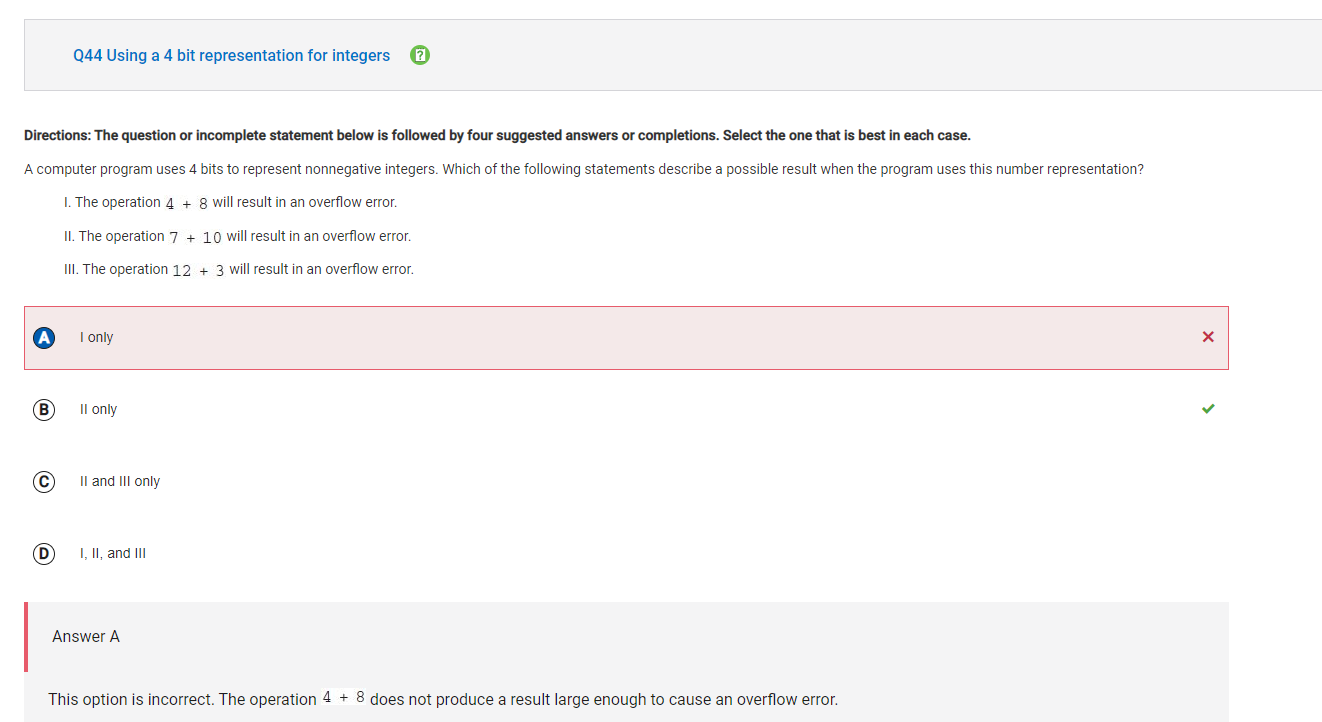 Q44 Using a 4 bit representation for integers
Directions: The question or incomplete statement below is followed by four suggested answers or completions. Select the one that is best in each case.
A computer program uses 4 bits to represent nonnegative integers. Which of the following statements describe a possible result when the program uses this number representation?
I. The operation 4 + 8 will result in an overflow error.
II. The operation 7 + 10 will result in an overflow error.
III. The operation 12 + 3 will result in an overflow error.
A I only
B II only
C II and III only
D I, II, and III
Answer A
This option is incorrect. The operation 4 + 8 does not produce a result large enough to cause an overflow error.